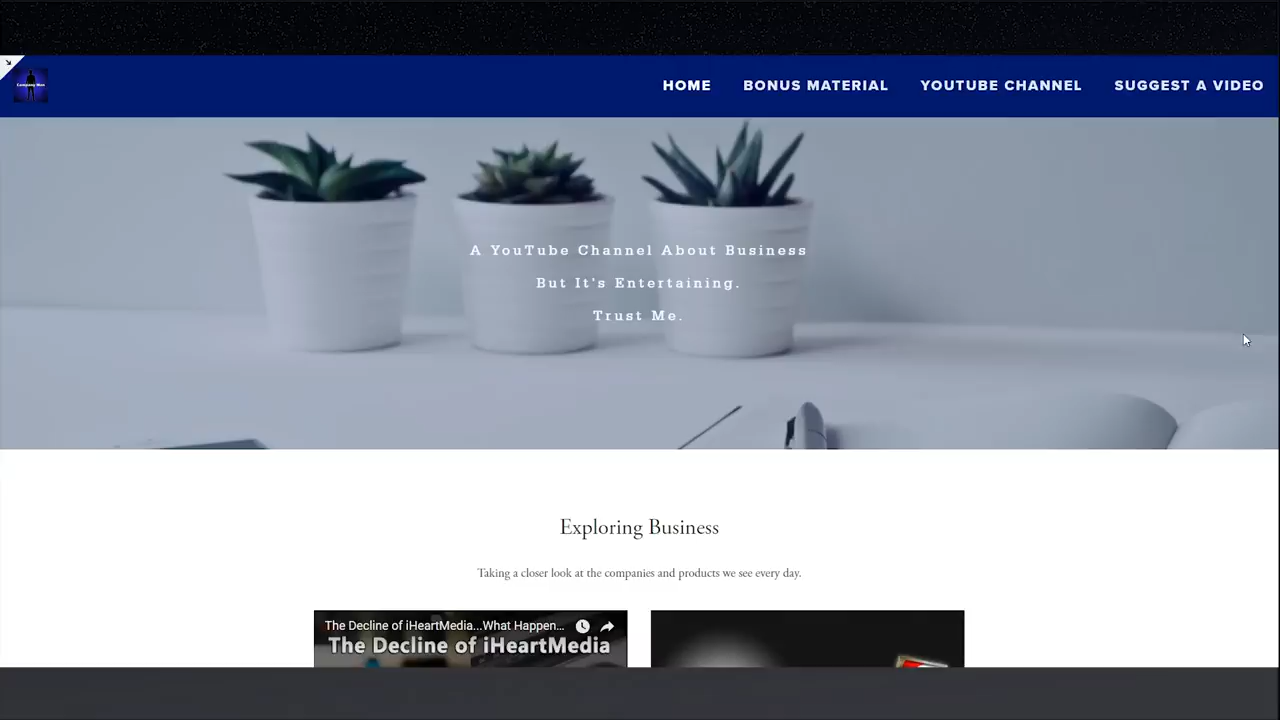 Company Man
HOME
BONUS MATERIAL
YOUTUBE CHANNEL
SUGGEST A VIDEO
A YouTube Channel About Business
But It's Entertaining.
Trust Me.
Exploring Business
Taking a closer look at the companies and products we see every day.
The Decline of iHeartMedia...What Happen...
The Decline of iHeartMedia